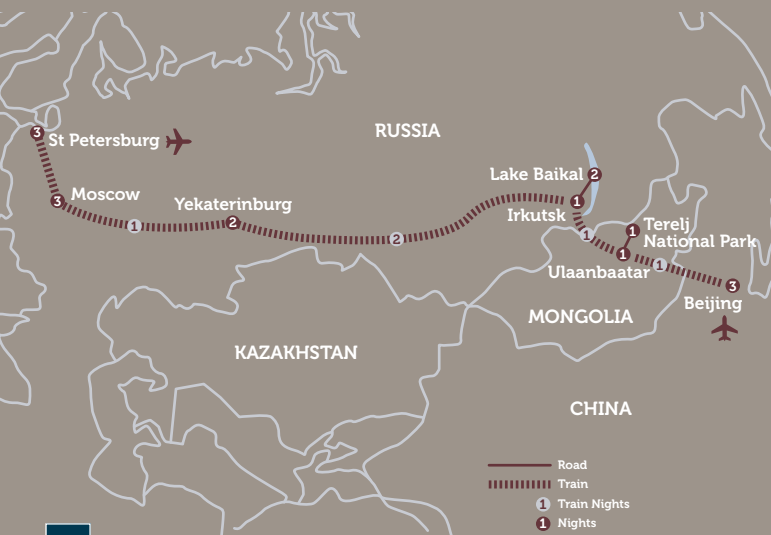 RUSSIA
3
St Petersburg
3
Moscow
1
Yekaterinburg
2
2
Lake Baikal
2
1
Irkutsk
1
1
Terelj
National Park
1
Ulaanbaatar
1
3
Beijing
MONGOLIA
KAZAKHSTAN
CHINA
Road
Train
1 Train Nights
1 Nights